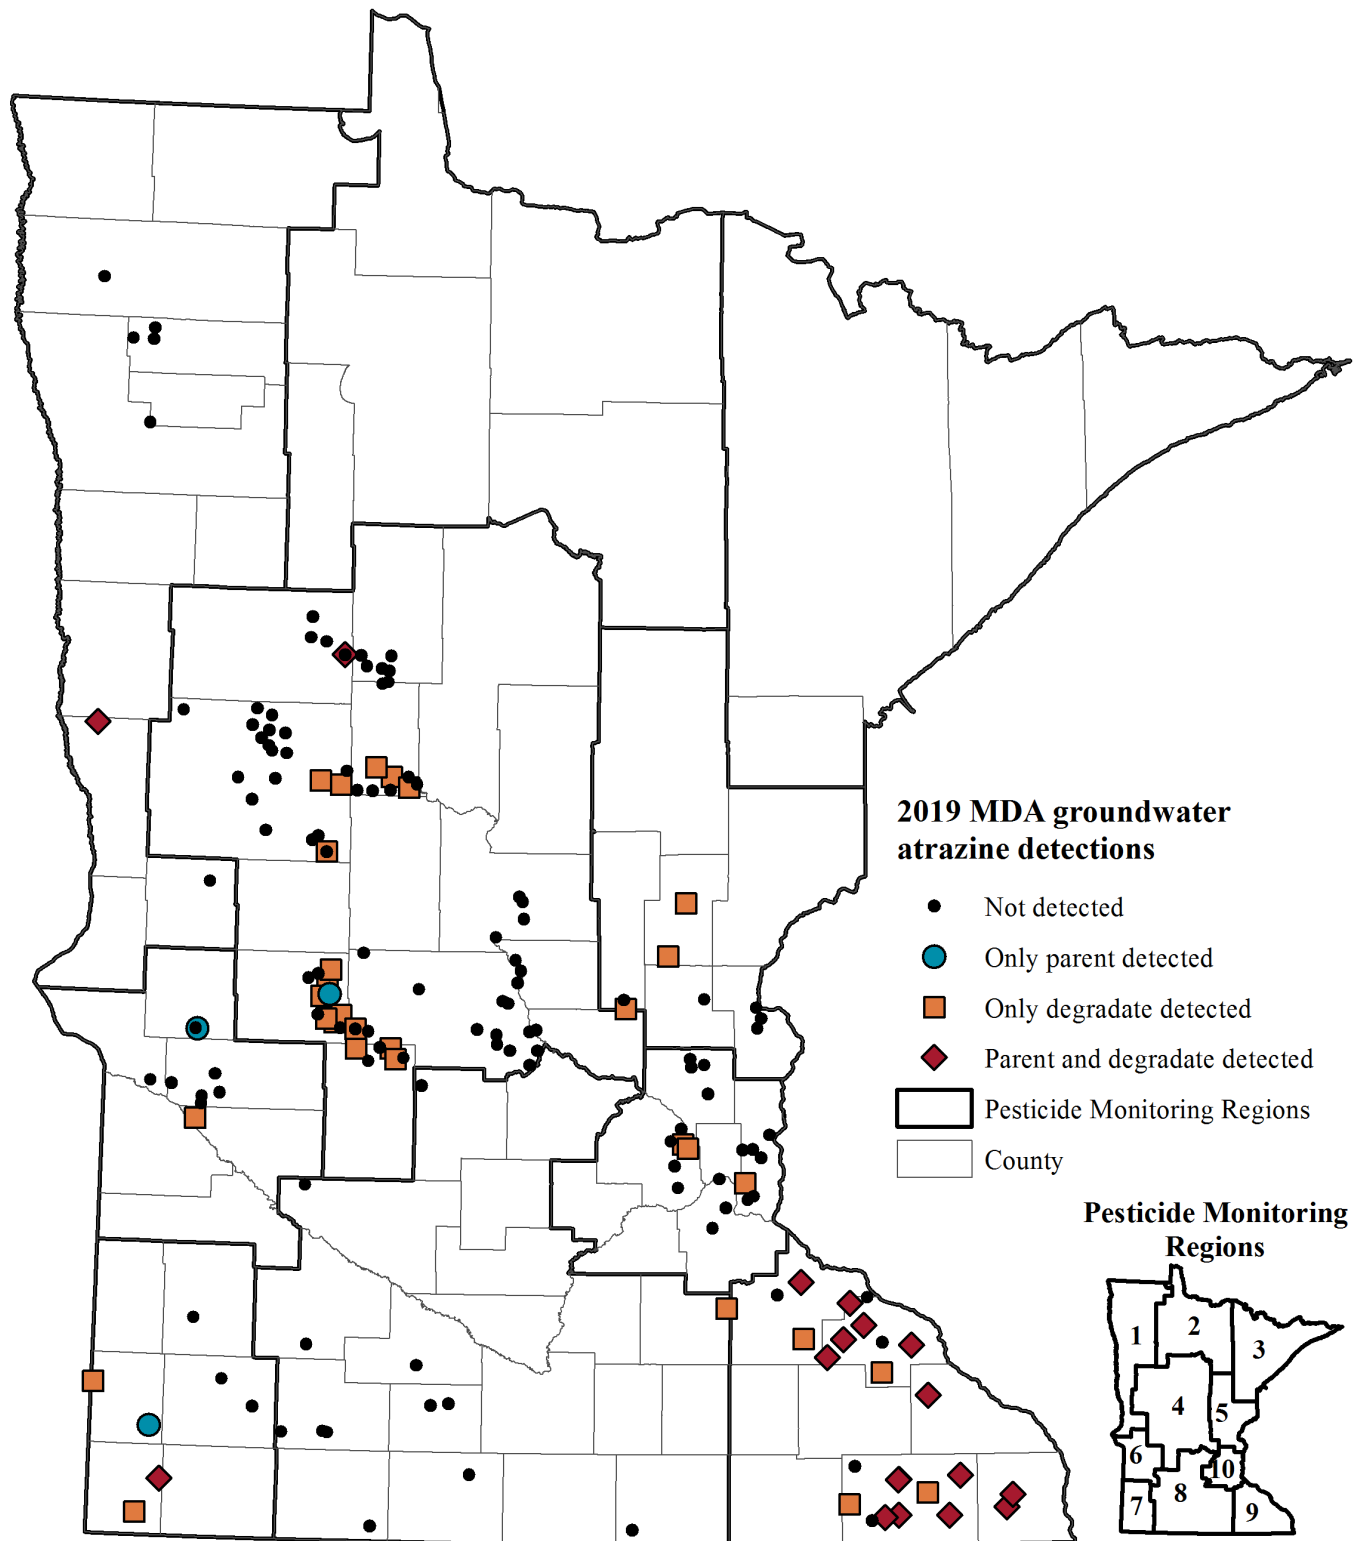 2019 MDA groundwater
atrazine detections
Not detected
Only parent detected
Only degradate detected
Parent and degradate detected
Pesticide Monitoring Regions
County
Pesticide Monitoring
Regions
1
2
3
4
5
6
10
7
8
9